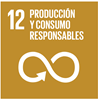 12 PRODUCCIÓN
Y CONSUMO
RESPONSABLES